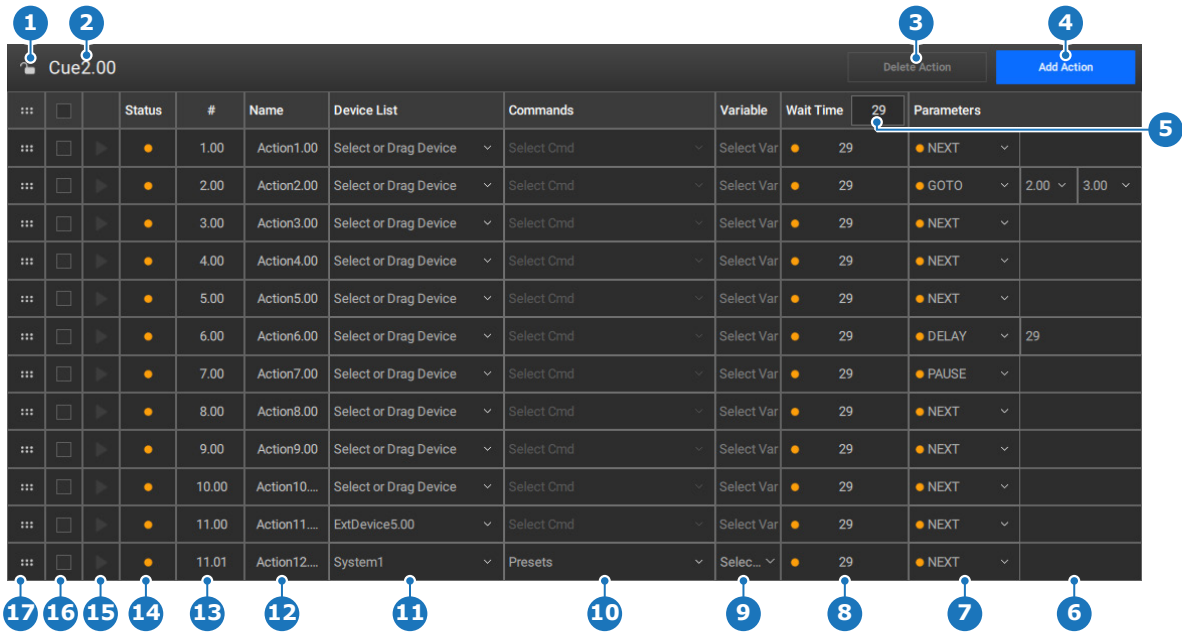 1 2 3 4
Cue2.00 Delete Action Add Action
Status # Name Device List Commands Variable Wait Time 29 Parameters
5
1.00 Action1.00 Select or Drag Device Select Cmd Select Var 29 NEXT
2.00 Action2.00 Select or Drag Device Select Cmd Select Var 29 GOTO 2.00 3.00
3.00 Action3.00 Select or Drag Device Select Cmd Select Var 29 NEXT
4.00 Action4.00 Select or Drag Device Select Cmd Select Var 29 NEXT
5.00 Action5.00 Select or Drag Device Select Cmd Select Var 29 NEXT
6.00 Action6.00 Select or Drag Device Select Cmd Select Var 29 DELAY 29
7.00 Action7.00 Select or Drag Device Select Cmd Select Var 29 PAUSE
8.00 Action8.00 Select or Drag Device Select Cmd Select Var 29 NEXT
9.00 Action9.00 Select or Drag Device Select Cmd Select Var 29 NEXT
10.00 Action10.... Select or Drag Device Select Cmd Select Var 29 NEXT
11.00 Action11.... ExtDevice5.00 Select Cmd Select Var 29 NEXT
11.01 Action12.... System1 Presets Selec... 29 NEXT
17 16 15 14 13 12 11 10 9 8 7 6